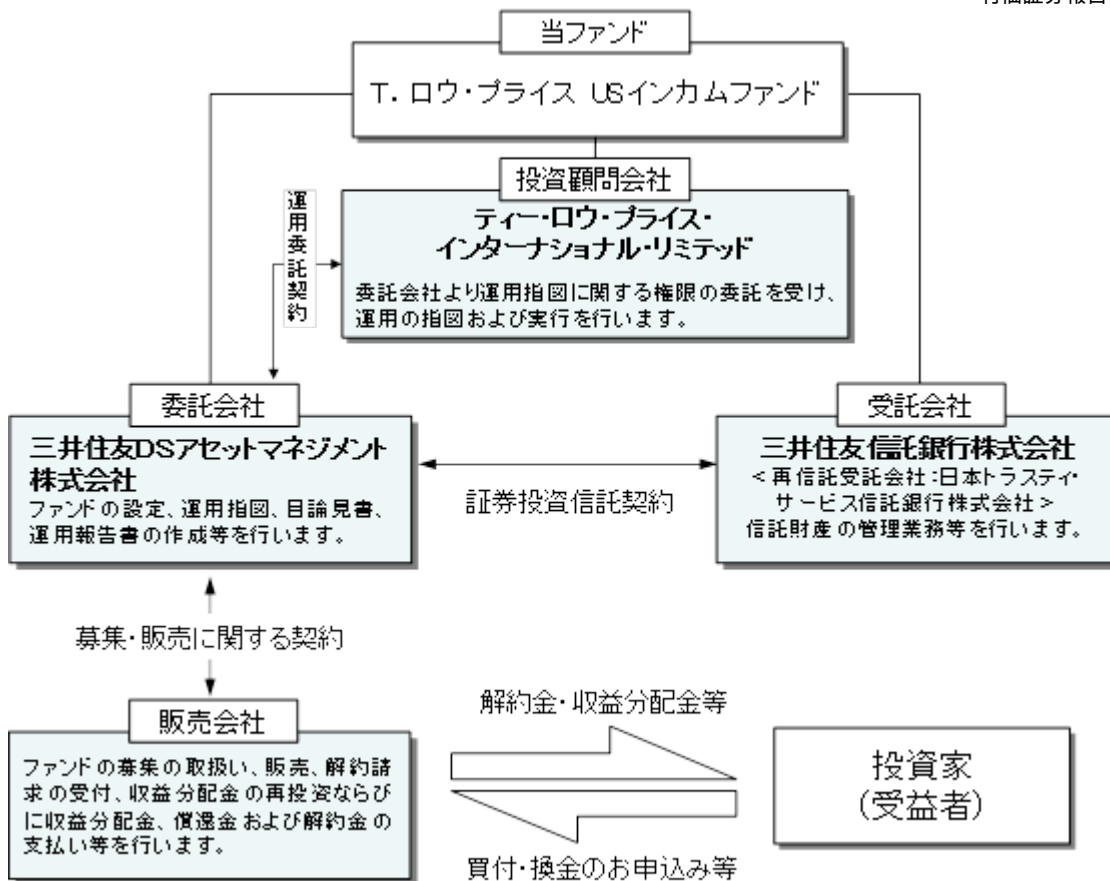 当ファンド
T. ロウ・プライス USインカムファンド
投資顧問会社
ティー・ロウ・プライス・
インターナショナル・リミテッド
委託会社より運用指図に関する権限の委託を受け、
運用の指図および実行を行います。
運用委託契約
委託会社
三井住友DSアセットマネジメント
株式会社
ファンドの設定、運用指図、目論見書、
運用報告書の作成等を行います。
証券投資信託契約
受託会社
三井住友信託銀行株式会社
<再信託受託会社:日本トラスティ・
サービス信託銀行株式会社>
信託財産の管理業務等を行います。
募集・販売に関する契約
販売会社
ファンドの募集の取扱い、販売、解約請
求の受付、収益分配金の再投資ならび
に収益分配金、償還金および解約金の
支払い等を行います。
解約金・収益分配金等
買付・換金のお申込み等
投資家
(受益者)